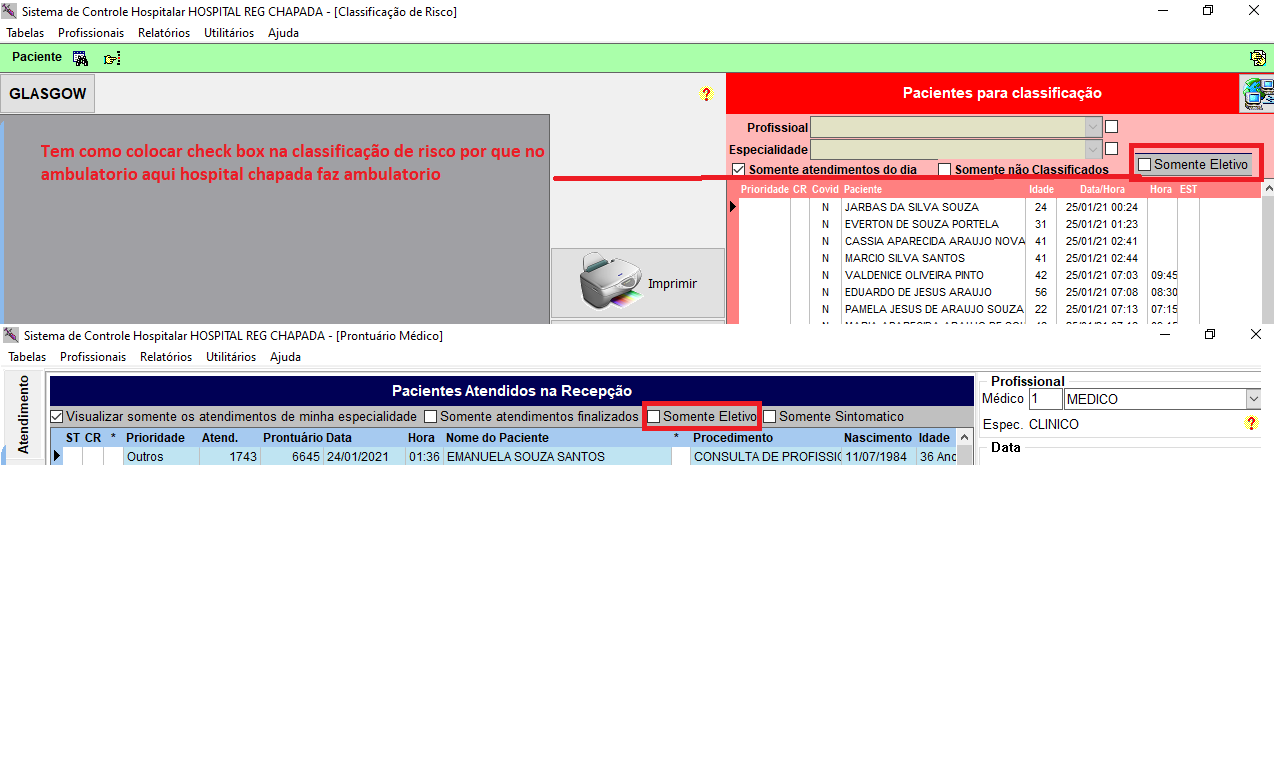 Sistema de Controle Hospitalar HOSPITAL REG CHAPADA - [Classificação de Risco]
Tabelas Profissionais Relatórios Utilitários Ajuda
Paciente
GLASGOW
?
Pacientes para classificação
Profissioal
Especialidade
Somente atendimentos do dia Somente não Classificados Somente Eletivo
Tem como colocar check box na classificação de risco por que no
ambulatorio aqui hospital chapada faz ambulatorio
Prioridade CR Covid Paciente Idade Data/Hora Hora EST
N JARBAS DA SILVA SOUZA 24 25/01/21 00:24
N EVERTON DE SOUZA PORTELA 31 25/01/21 01:23
N CASSIA APARECIDA ARAUJO NOVA 41 25/01/21 02:41
N MARCIO SILVA SANTOS 41 25/01/21 02:44
N VALDENICE OLIVEIRA PINTO 42 25/01/21 07:03 09:45
N EDUARDO DE JESUS ARAUJO 56 25/01/21 07:08 08:30
N PAMELA JESUS DE ARAUJO SOUZA 22 25/01/21 07:13 07:15
Imprimir
Sistema de Controle Hospitalar HOSPITAL REG CHAPADA - [Prontuário Médico]
Tabelas Profissionais Relatórios Utilitários Ajuda
Atendimento
Pacientes Atendidos na Recepção
Visualizar somente os atendimentos de minha especialidade Somente atendimentos finalizados Somente Eletivo Somente Sintomatico
ST CR * Prioridade Atend. Prontuário Data Hora Nome do Paciente * Procedimento Nascimento Idade
Outros 1743 6645 24/01/2021 01:36 EMANUELA SOUZA SANTOS CONSULTA DE PROFISSI 11/07/1984 36 Ano
Profissional
Médico 1 MEDICO
Espec. CLINICO ?
Data